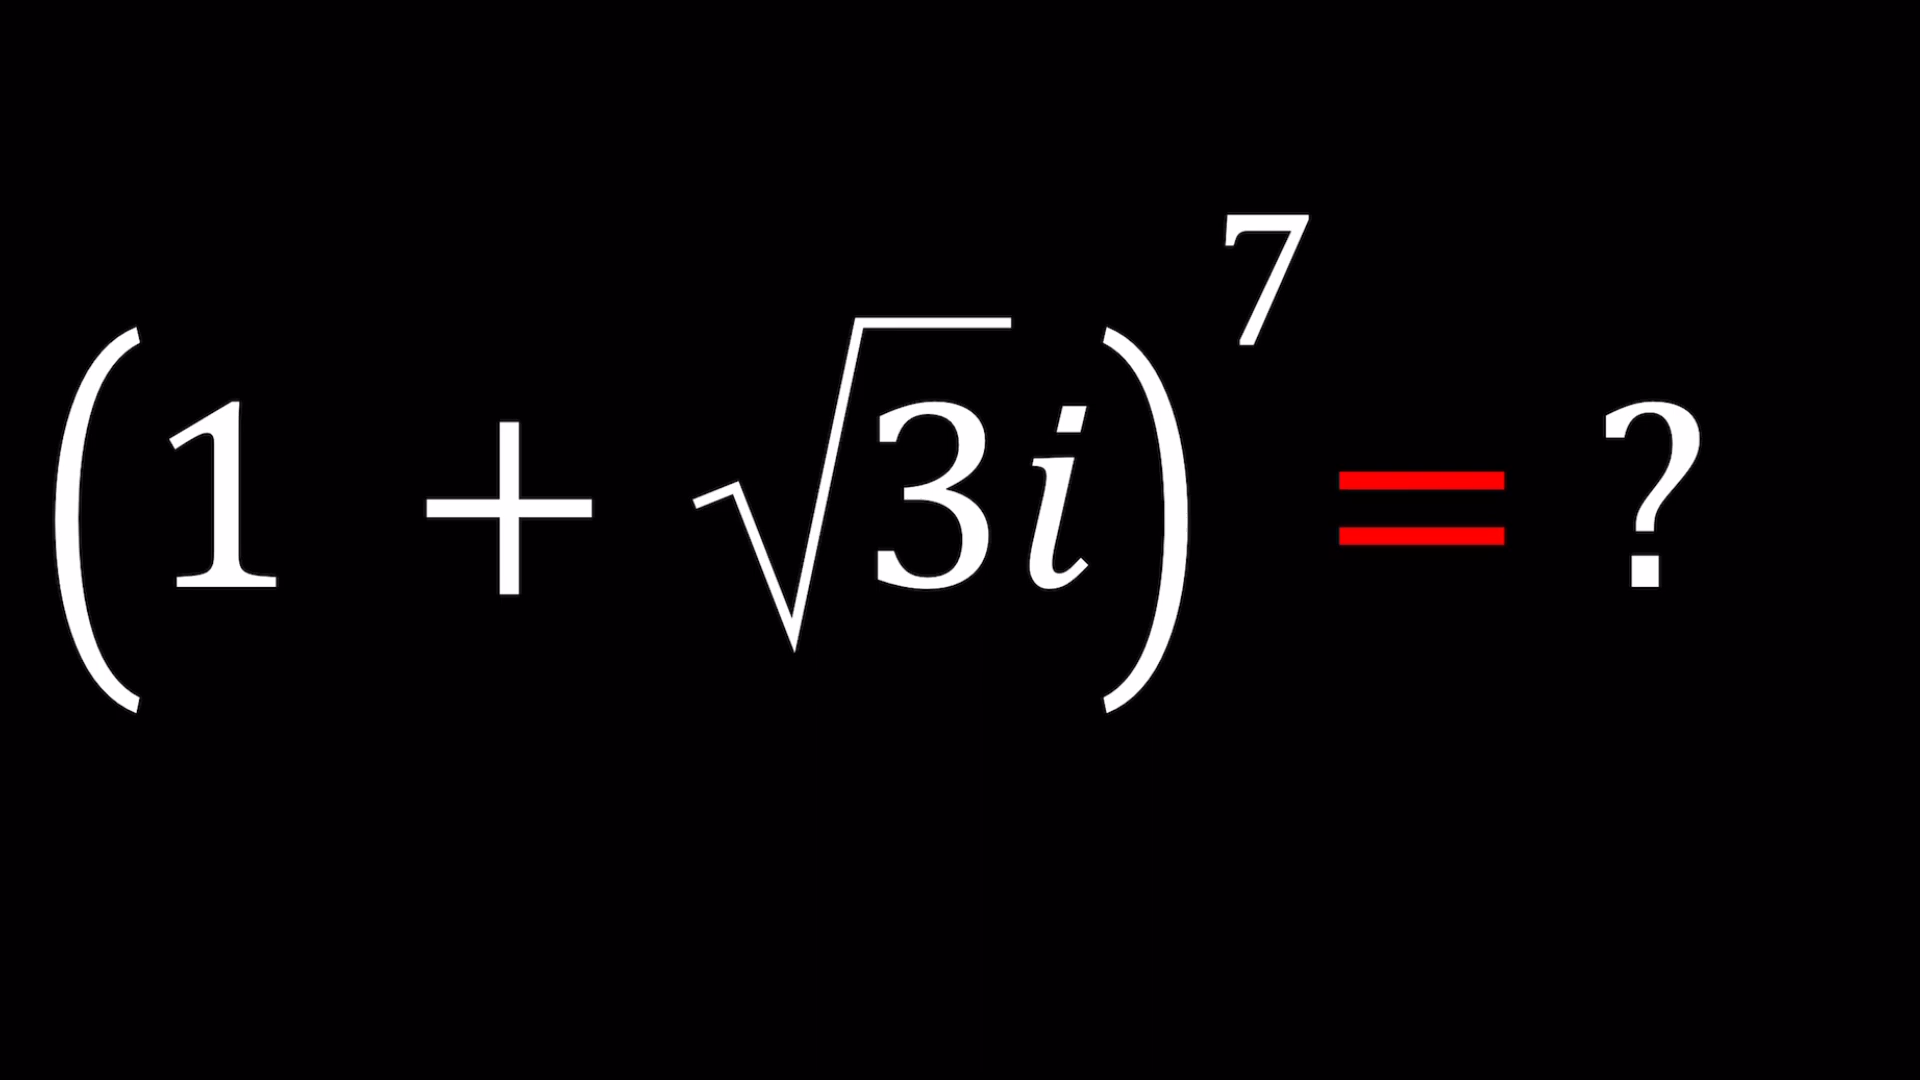 (1 + √3i)⁷ = ?